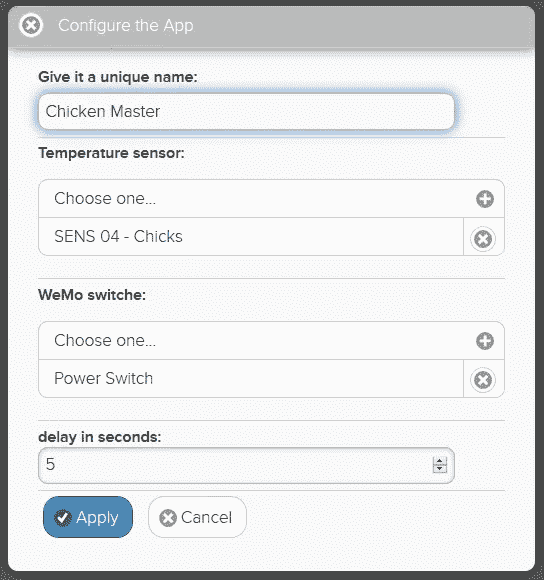 Configure the App
Give it a unique name:
Chicken Master
Temperature sensor:
Choose one...
SENS 04 - Chicks
WeMo switche:
Choose one...
Power Switch
delay in seconds:
5
Apply Cancel